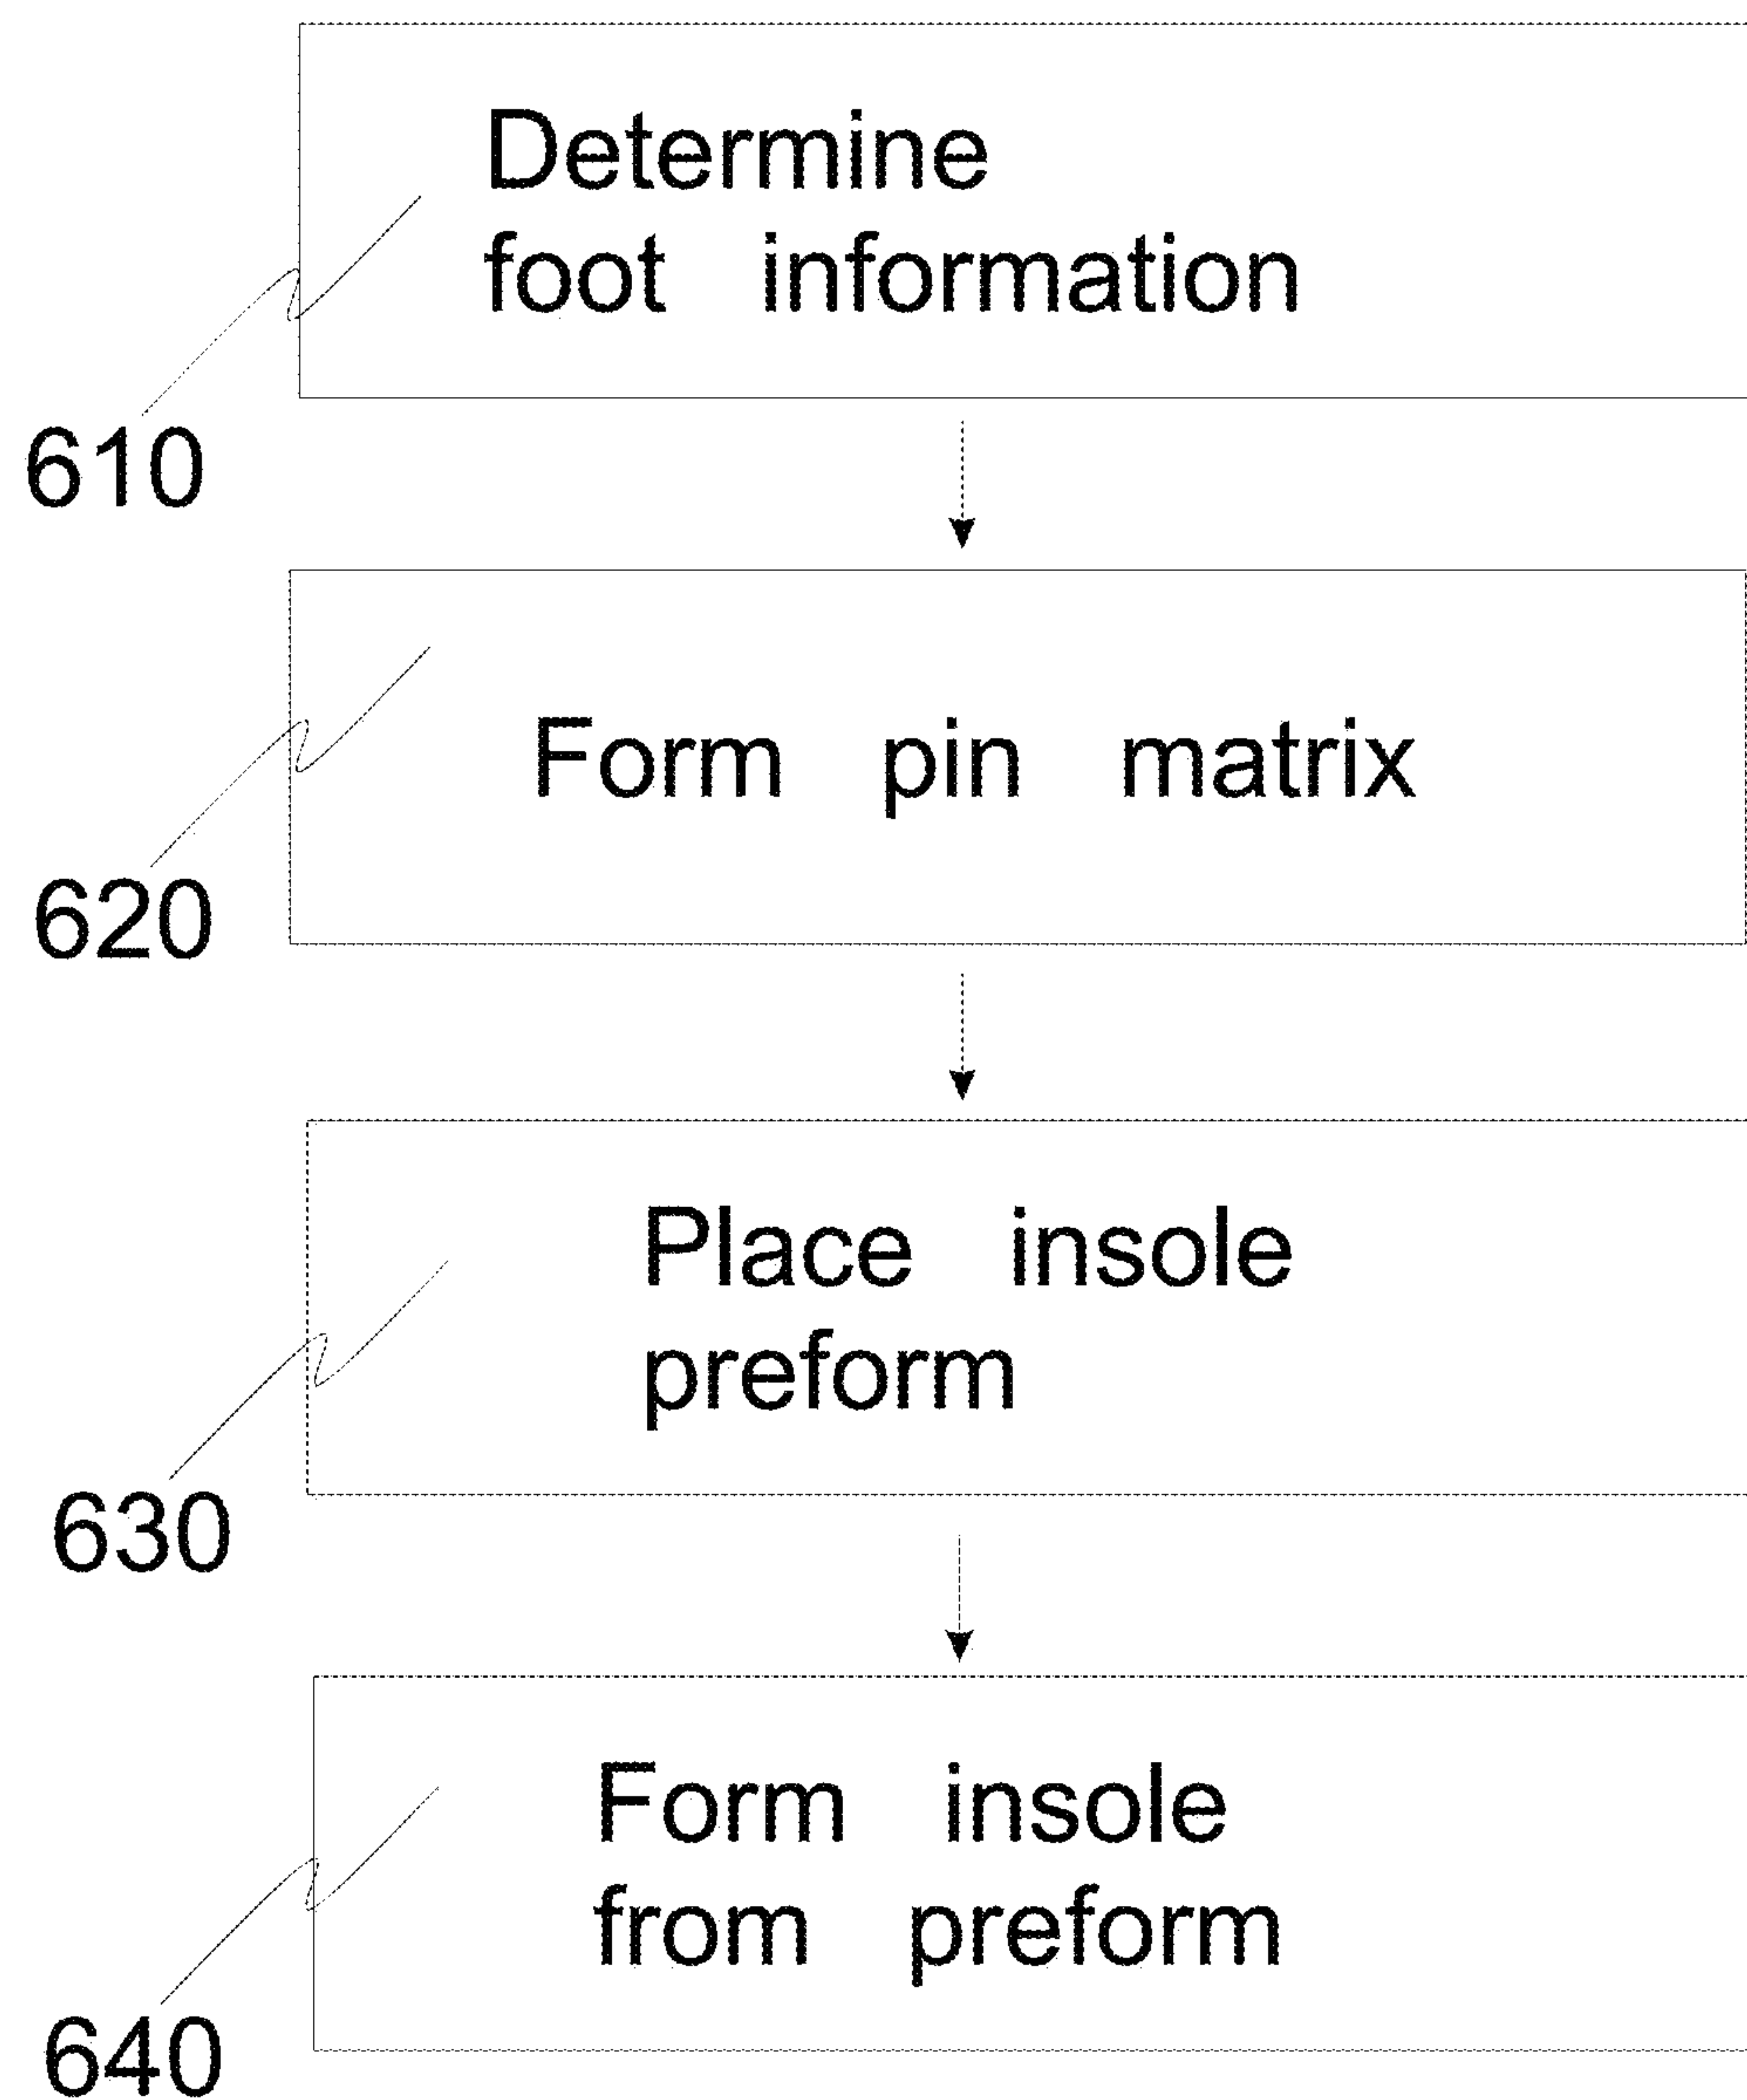 Determine
foot information
610
Form pin matrix
620
Place insole
preform
630
Form insole
from preform
640